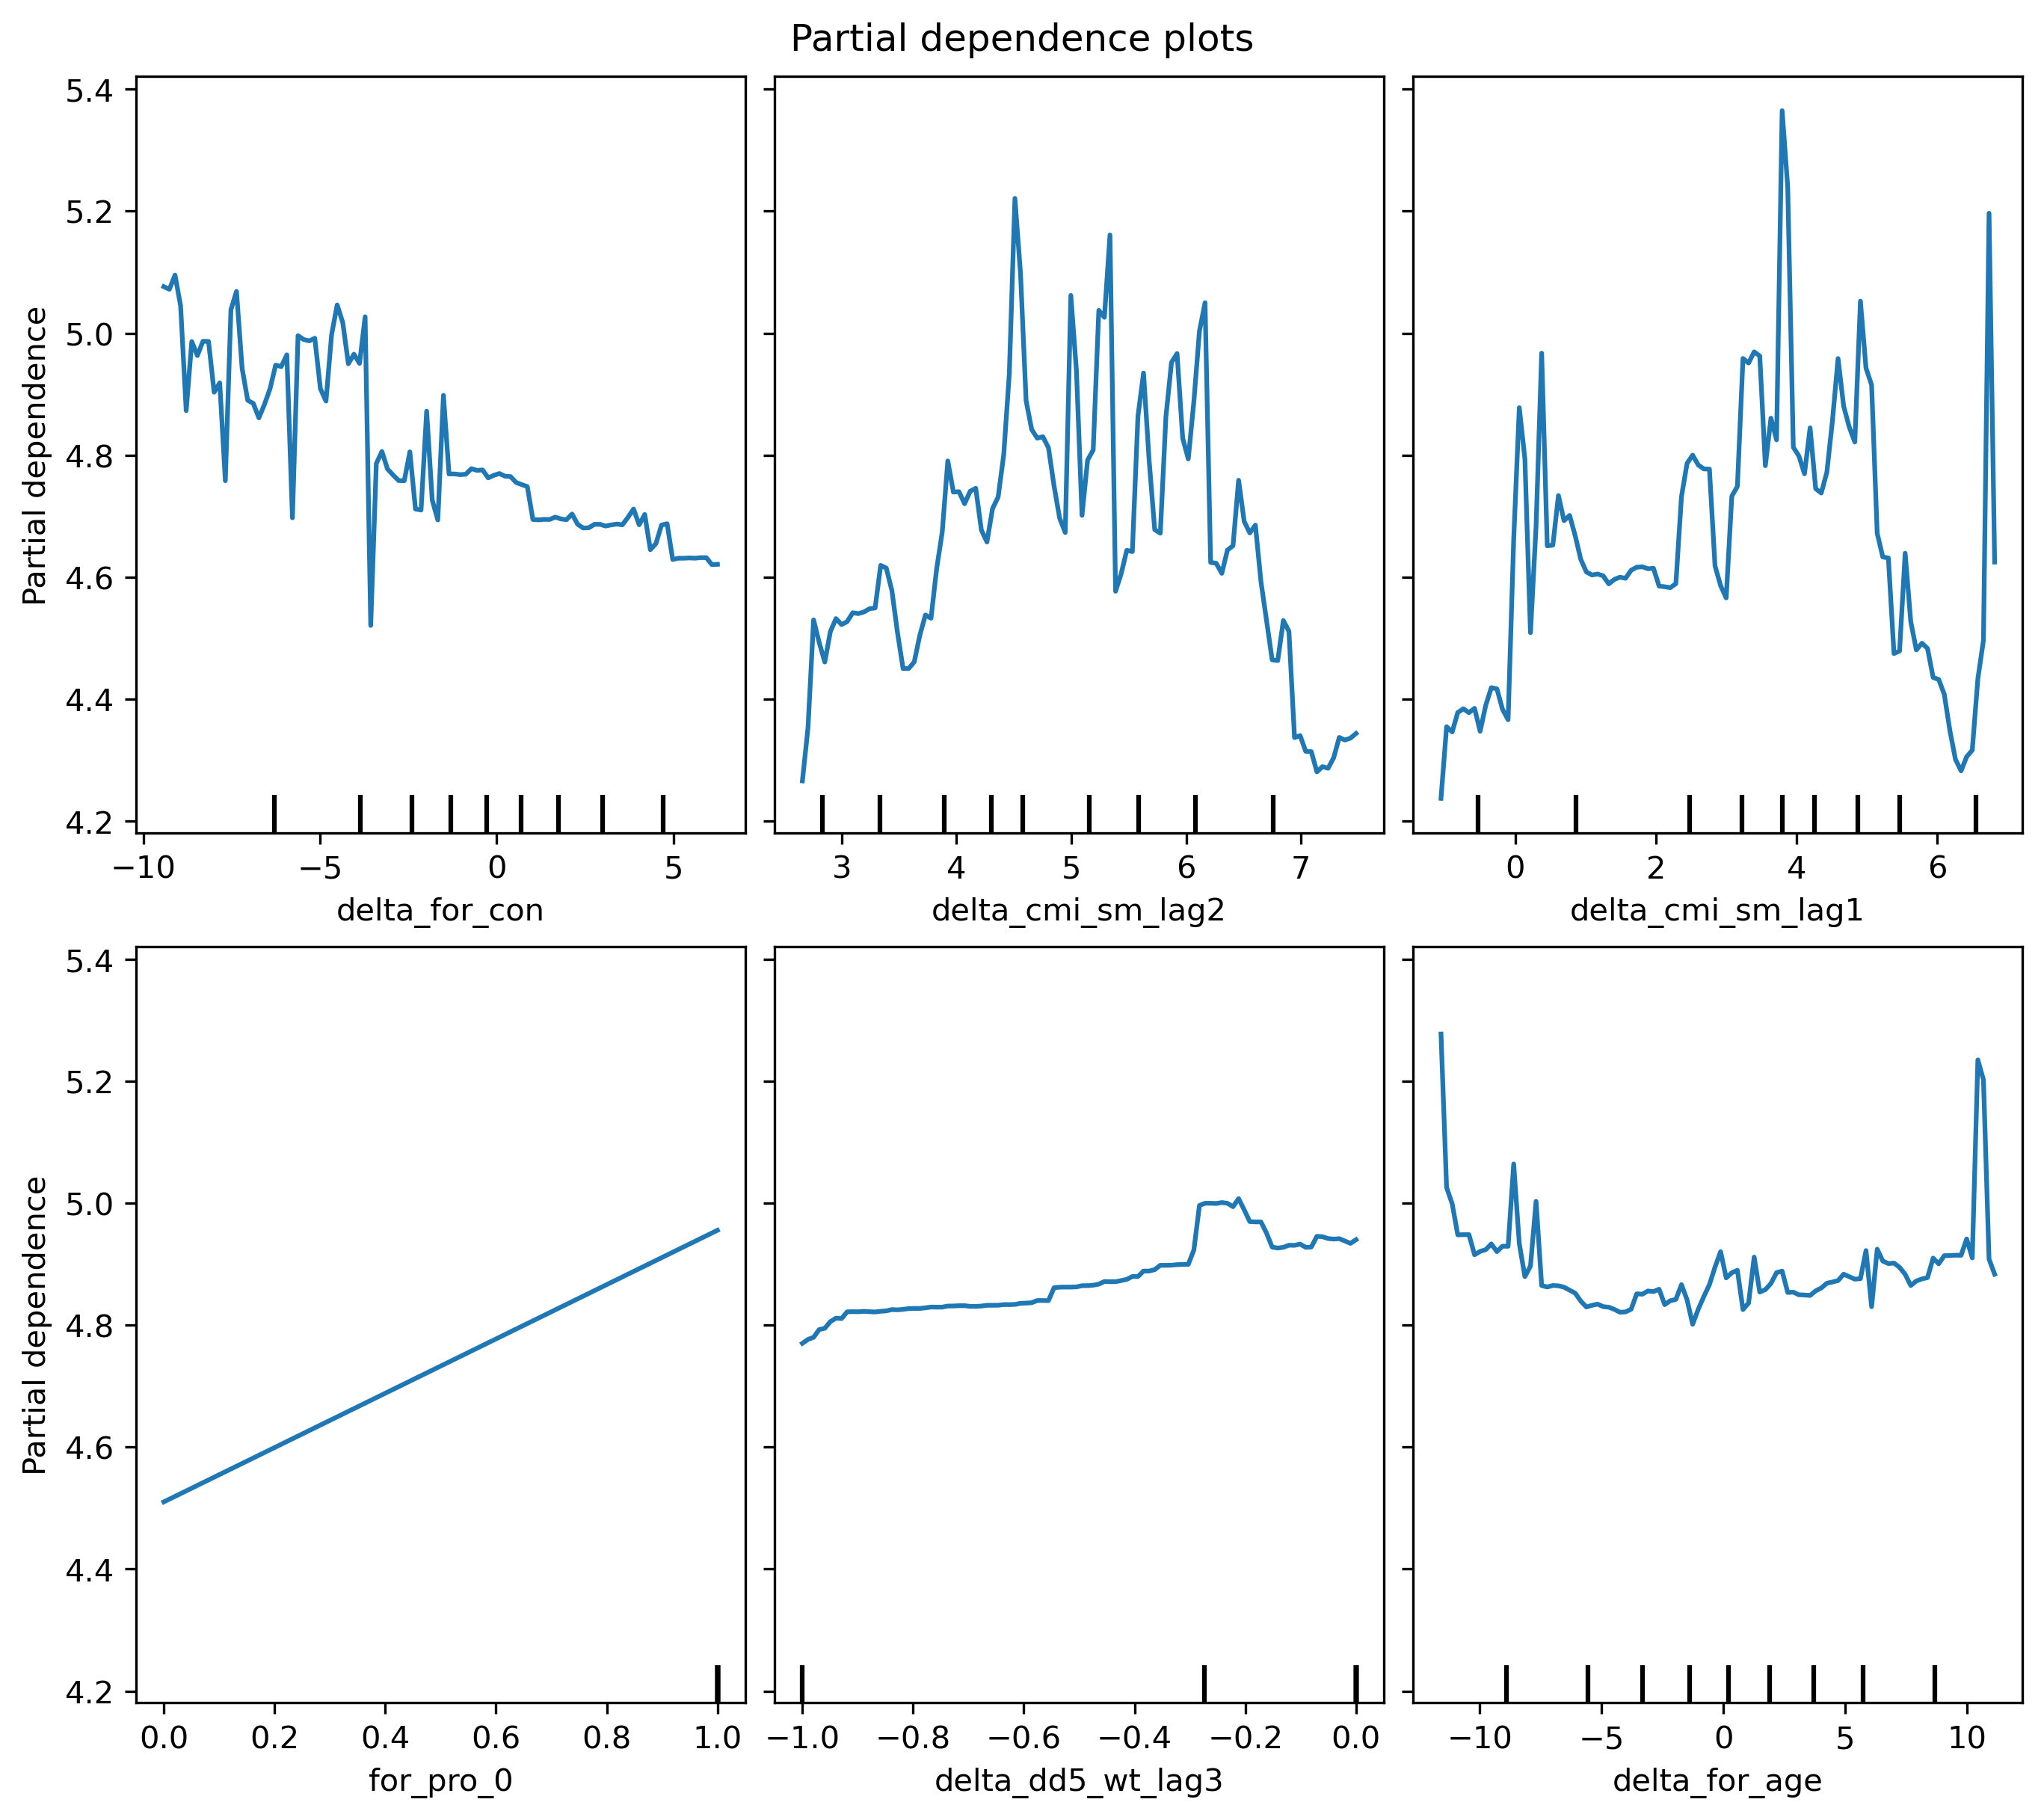 Partial dependence plots
5.4
5.2
5.0
4.8
4.6
4.4
4.2
Partial dependence
−10 −5 0 5
delta_for_con
3 4 5 6 7
delta_cmi_sm_lag2
0 2 4 6
delta_cmi_sm_lag1
5.4
5.2
5.0
4.8
4.6
4.4
4.2
Partial dependence
0.0 0.2 0.4 0.6 0.8 1.0
for_pro_0
−1.0 −0.8 −0.6 −0.4 −0.2 0.0
delta_dd5_wt_lag3
−10 −5 0 5 10
delta_for_age